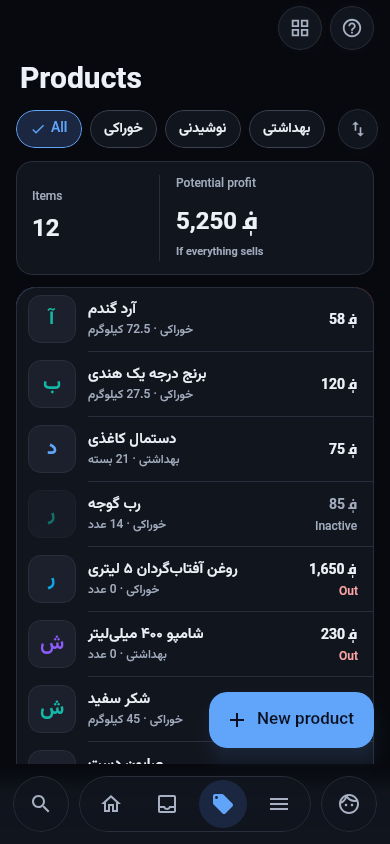 Products
All
خوراکی
نوشیدنی
بهداشتی
Items
12
Potential profit
5,250 ؋
If everything sells
آ
آرد گندم
خوراکی · 72.5 کیلوگرم
58 ؋
ب
برنج درجه یک هندی
خوراکی · 27.5 کیلوگرم
120 ؋
د
دستمال کاغذی
بهداشتی · 21 بسته
75 ؋
ر
رب گوجه
خوراکی · 14 عدد
85 ؋
Inactive
ر
روغن آفتاب‌گردان ۵ لیتری
خوراکی · 0 عدد
1,650 ؋
Out
ش
شامپو ۴۰۰ میلی‌لیتر
بهداشتی · 0 عدد
230 ؋
Out
ش
شکر سفید
خوراکی · 45 کیلوگرم
New product